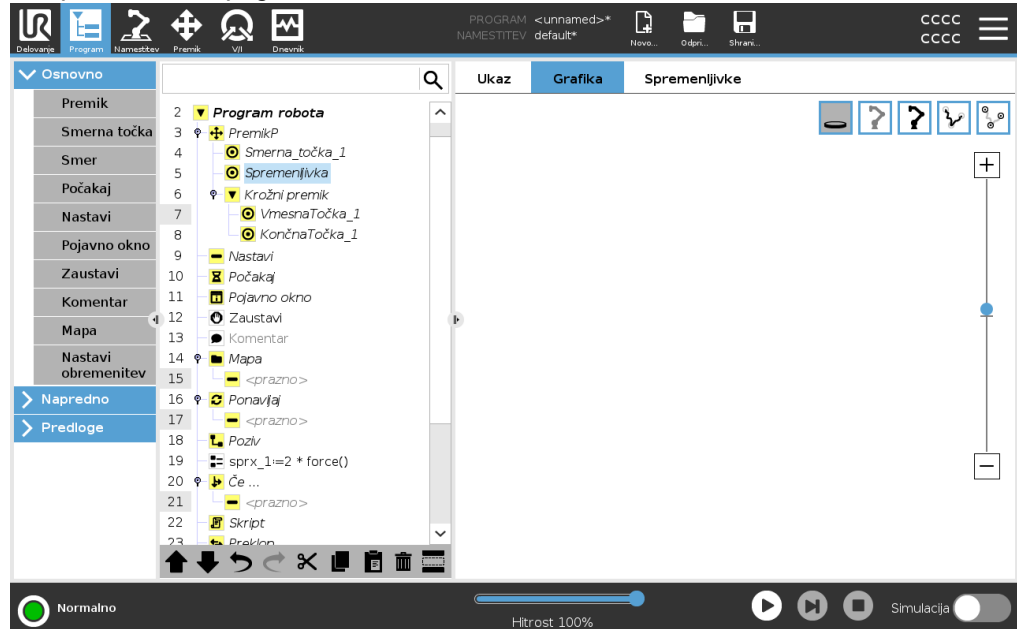 PROGRAM <unnamed>*
NAMESTITEV default*
Delovanje Program Namestitev Premik V/I Dnevnik Novo... Odpri... Shrani...
CCCC
CCCC
Osnovno
Premik
Smerna točka
Smer
Počakaj
Nastavi
Pojavno okno
Zaustavi
Komentar
Mapa
Nastavi
obremenitev
Napredno
Predloge
2 Program robota
3 PremikP
4 Smerna_točka_1
5 Spremenljivka
6 Krožni premik
7 VmesnaTočka_1
8 KončnaTočka_1
9 Nastavi
10 Počakaj
11 Pojavno okno
12 Zaustavi
13 Komentar
14 Mapa
15 <prazno>
16 Ponavljaj
17 <prazno>
18 Poziv
19 sprx_1:=2 * force()
20 Če ...
21 <prazno>
22 Skript
23 Preklop
Ukaz Grafika Spremenljivke
Normalno
Hitrost 100%
Simulacija